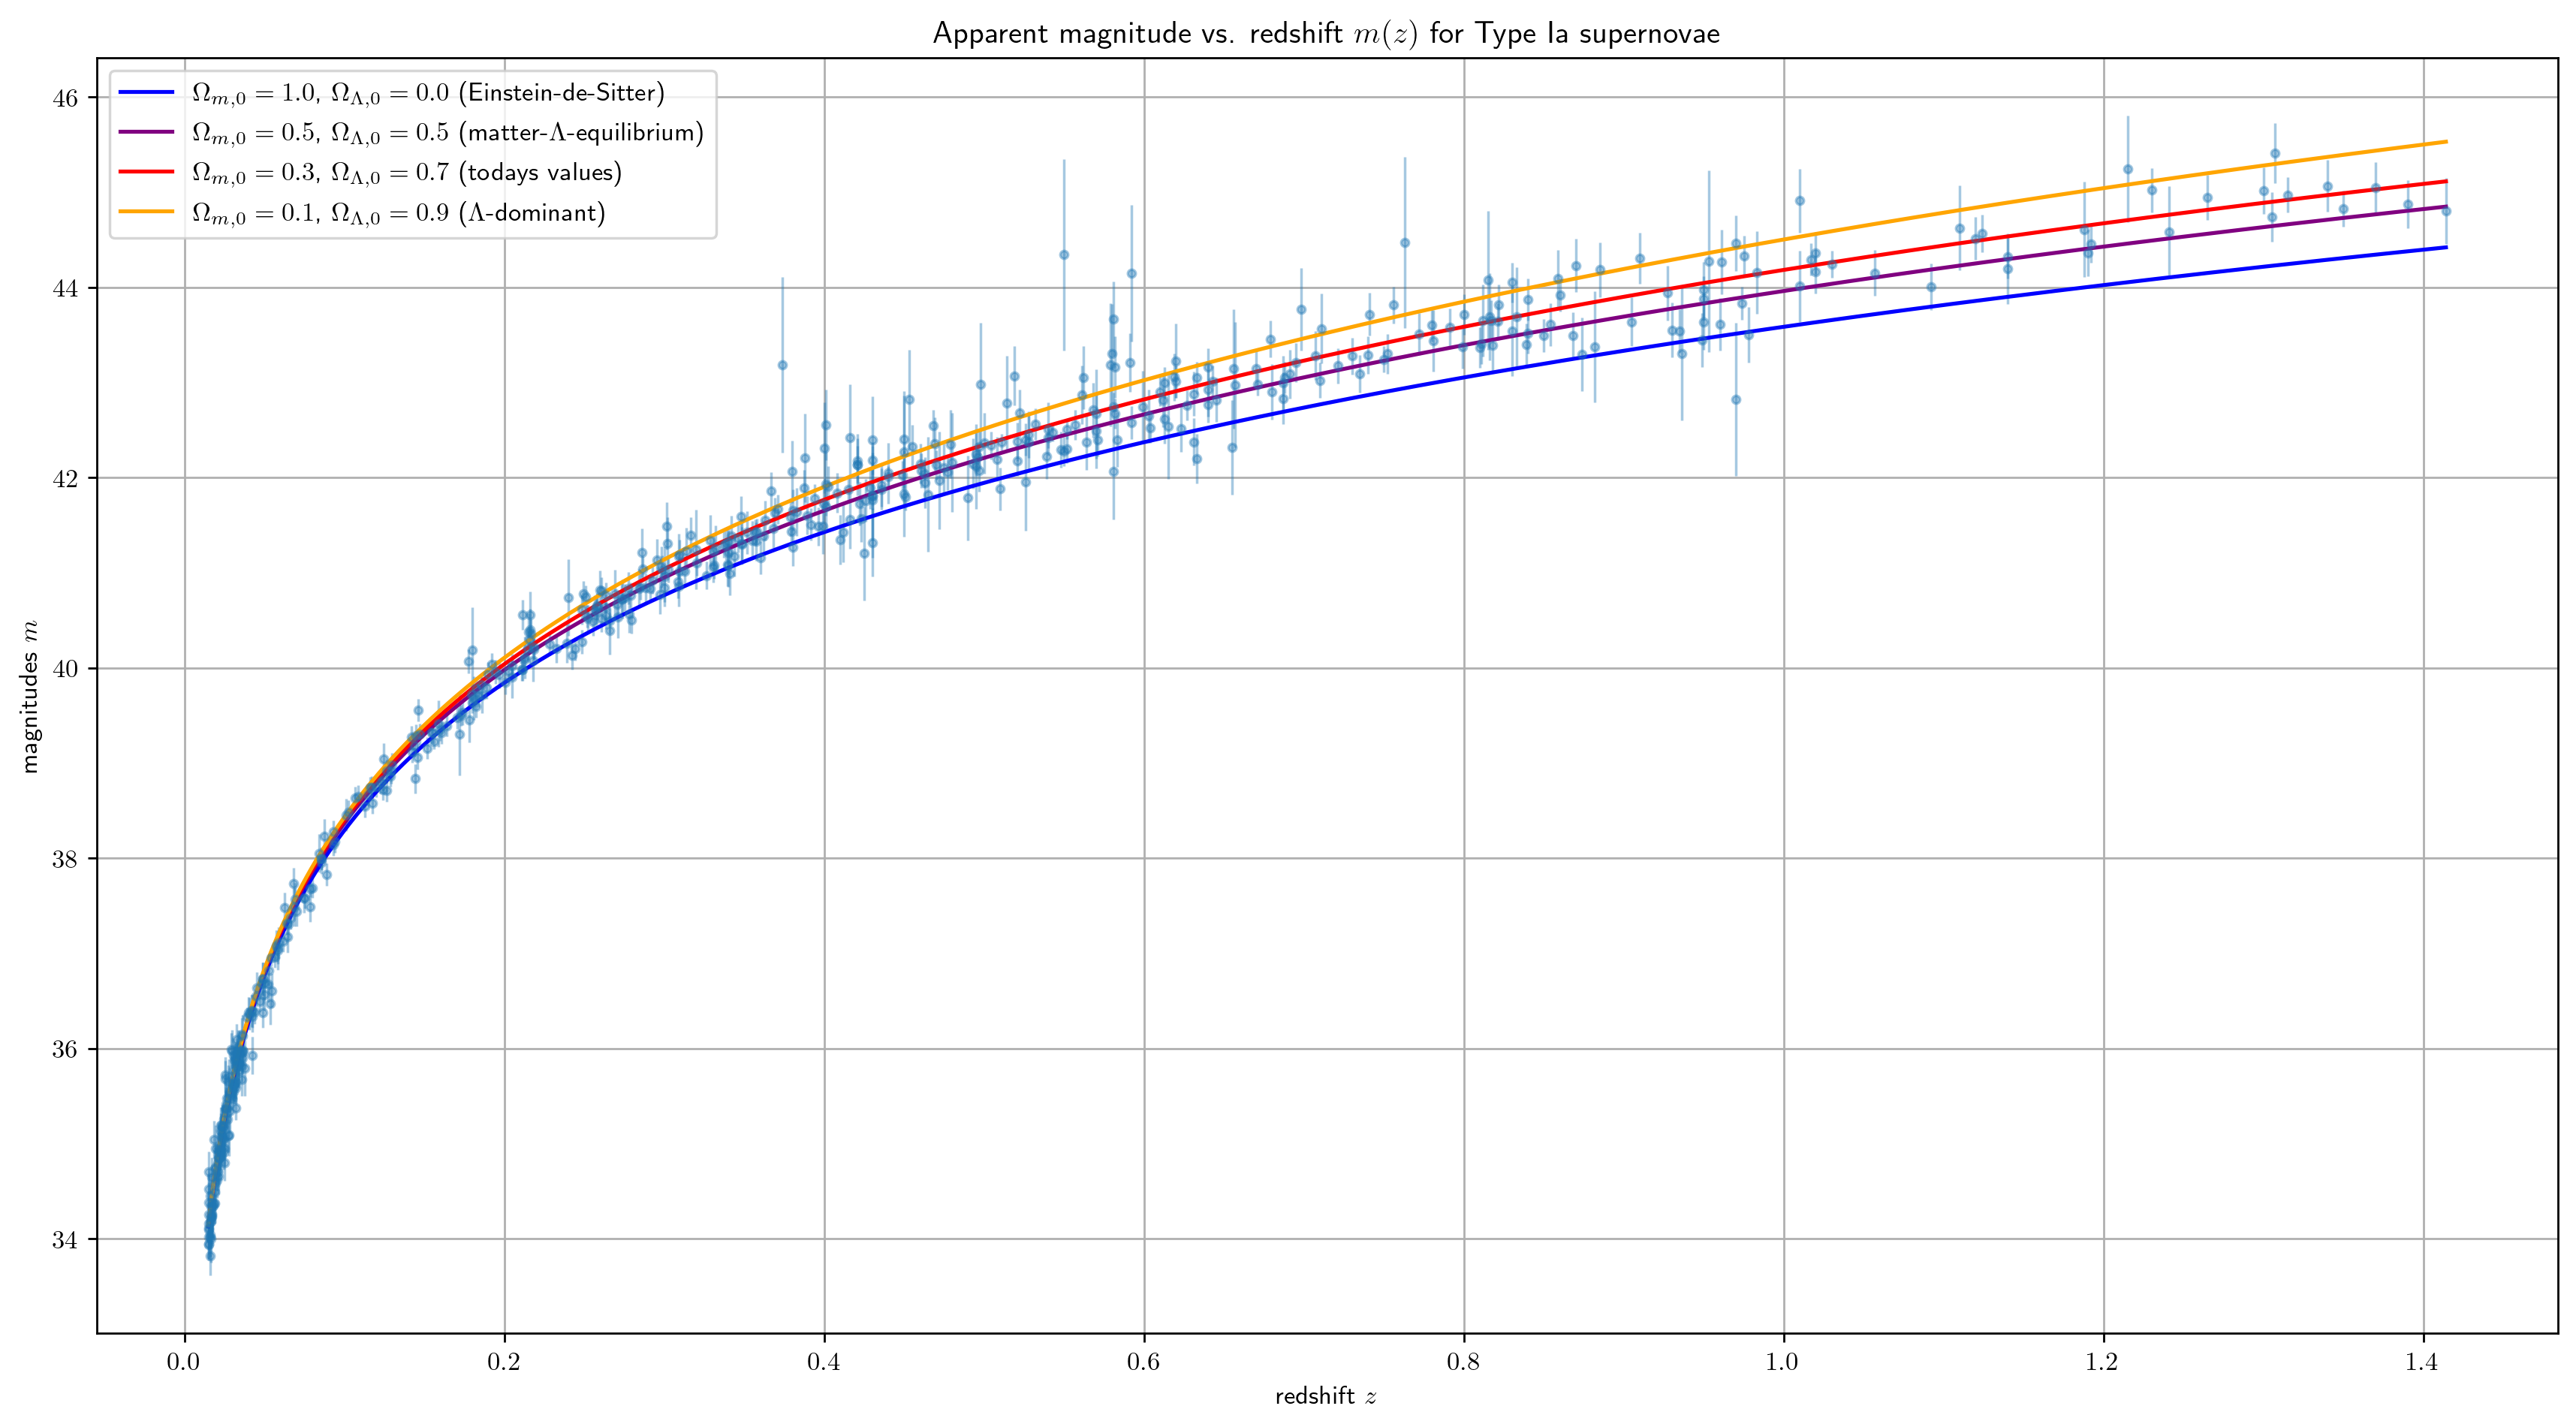 Apparent magnitude vs. redshift m(z) for Type Ia supernovae
Ω_{m,0} = 1.0, Ω_{Λ,0} = 0.0 (Einstein-de-Sitter)
Ω_{m,0} = 0.5, Ω_{Λ,0} = 0.5 (matter-Λ-equilibrium)
Ω_{m,0} = 0.3, Ω_{Λ,0} = 0.7 (todays values)
Ω_{m,0} = 0.1, Ω_{Λ,0} = 0.9 (Λ-dominant)
46
44
42
40
38
36
34
magnitudes m
0.0 0.2 0.4 0.6 0.8 1.0 1.2 1.4
redshift z